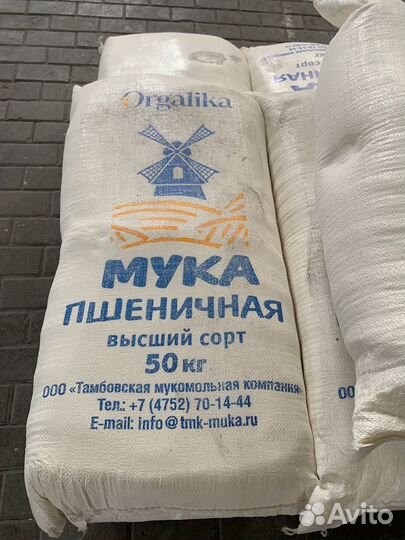 Orgalika
МУКА
ПШЕНИЧНАЯ
высший сорт
50 кг
ООО «Тамбовская мукомольная компания»
Тел.: +7 (4752) 70-14-44
E-mail: info@tmk-muka.ru
ООО
Avito